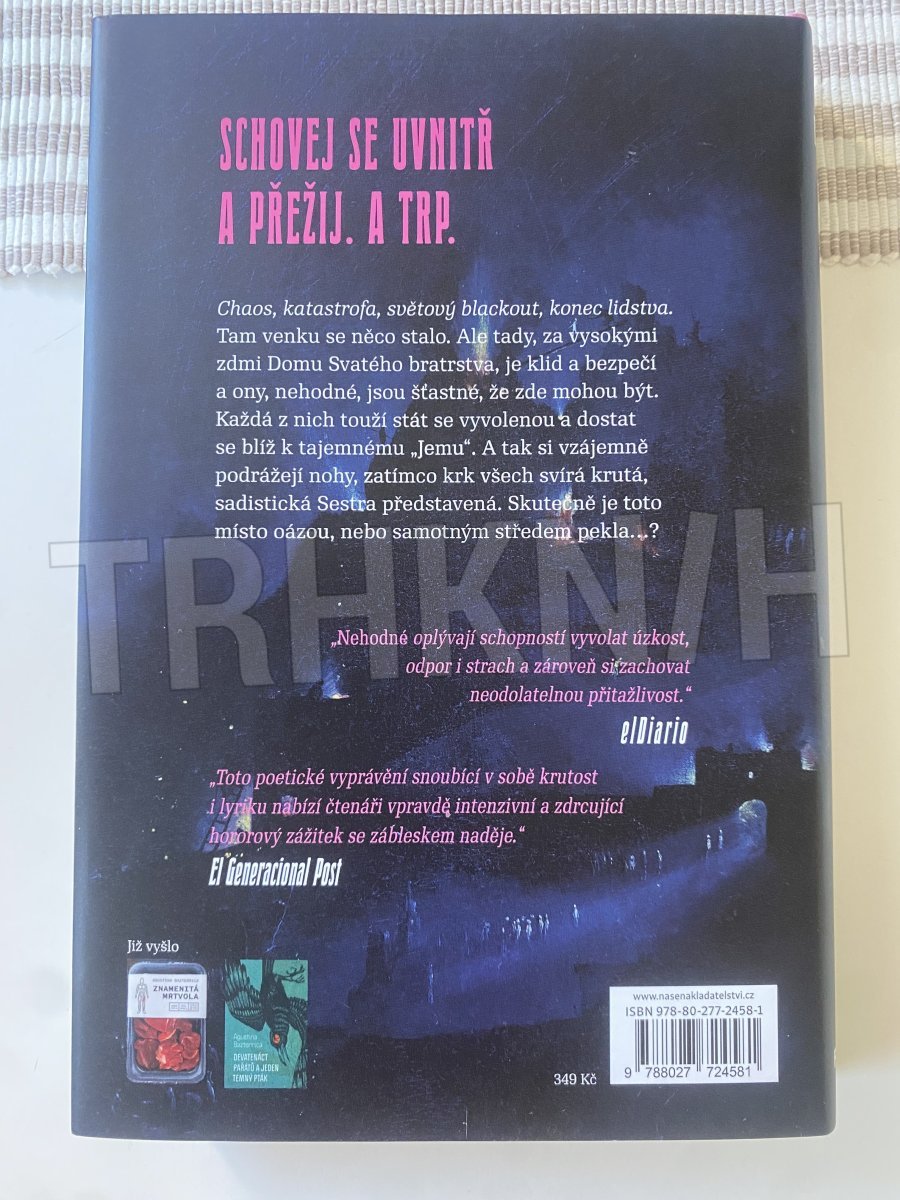 SCHOVEJ SE UVNITŘ
A PŘEŽIJ. A TRP.
Chaos, katastrofa, světový blackout, konec lidstva.
Tam venku se něco stalo. Ale tady, za vysokými
zdmi Domu Svatého bratrstva, je klid a bezpečí
a ony, nehodné, jsou šťastné, že zde mohou být.
Každá z nich touží stát se vyvolenou a dostat
se blíž k tajemnému „Jemu“. A tak si vzájemně
podrážejí nohy, zatímco krk všech svírá krutá,
sadistická Sestra představená. Skutečně je toto
místo oázou, nebo samotným středem pekla…?
TRHKN/H
„Nehodné oplývají schopností vyvolat úzkost,
odpor i strach a zároveň si zachovat
neodolatelnou přitažlivost.“
elDiario
„Toto poetické vyprávění snoubící v sobě krutost
i lyriku nabízí čtenáři vpravdě intenzivní a zdrcující
hororový zážitek se zábleskem naděje.“
El Generacional Post
Již vyšlo
AGUSTINA BAZTERRICA
ZNAMENITÁ
MRTVOLA
Agustina
Bazterrica
DEVATENÁCT
PAŘÁTŮ A JEDEN
TEMNÝ PTÁK
349 Kč
www.nasenakladatelstvi.cz
ISBN 978-80-277-2458-1
9 788027 724581